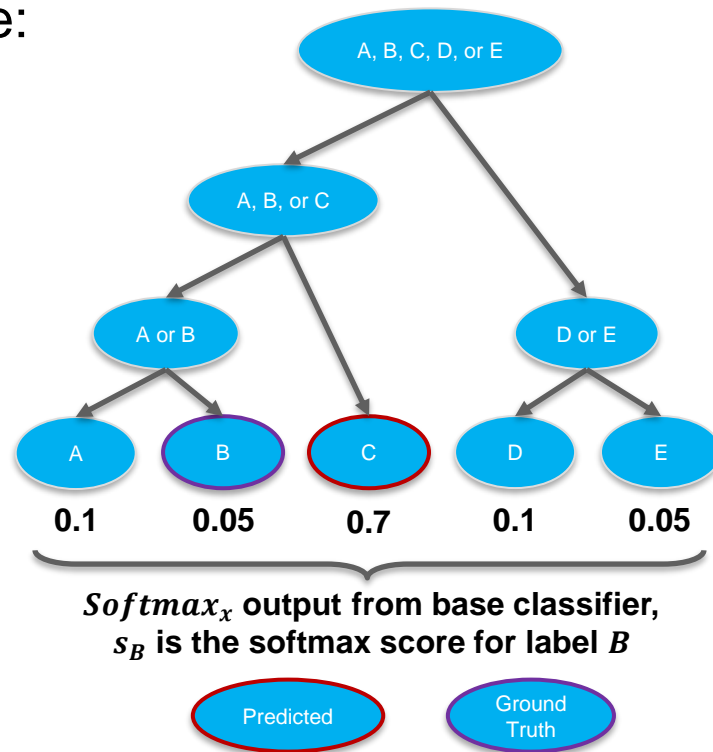 e:
A, B, C, D, or E
A, B, or C
A or B
D or E
A
B
C
D
E
0.1
0.05
0.7
0.1
0.05
Softmaxₓ output from base classifier,
s_B is the softmax score for label B
Predicted
Ground
Truth